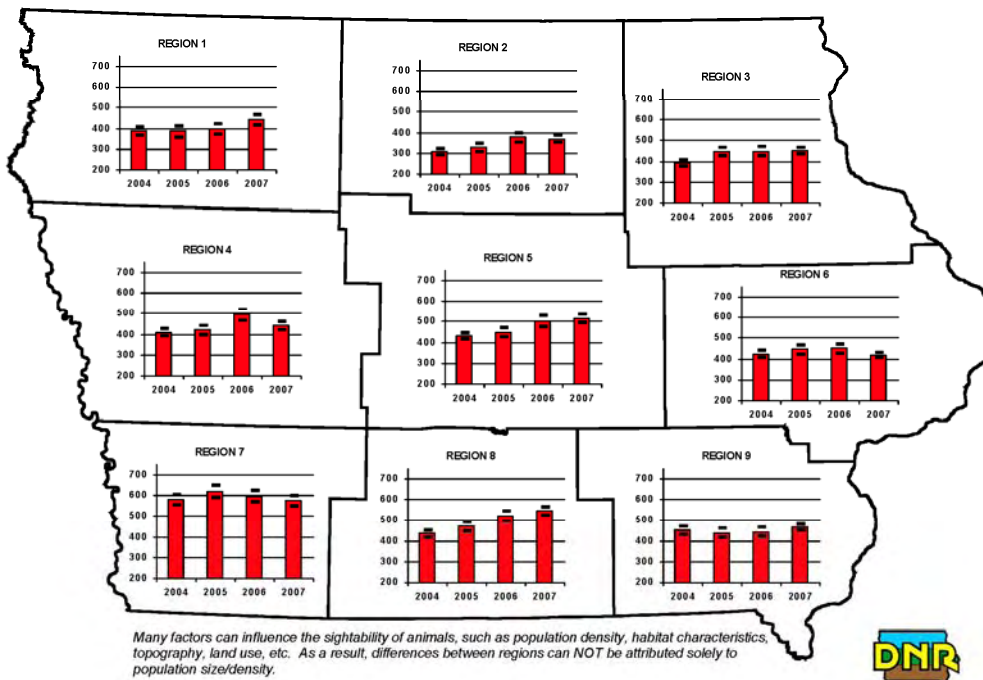 REGION 1
700
600
500
400
300
200
2004 2005 2006 2007
REGION 2
700
600
500
400
300
200
2004 2005 2006 2007
REGION 3
700
600
500
400
300
200
2004 2005 2006 2007
REGION 4
700
600
500
400
300
200
2004 2005 2006 2007
REGION 5
700
600
500
400
300
200
2004 2005 2006 2007
REGION 6
700
600
500
400
300
200
2004 2005 2006 2007
REGION 7
700
600
500
400
300
200
2004 2005 2006 2007
REGION 8
700
600
500
400
300
200
2004 2005 2006 2007
REGION 9
700
600
500
400
300
200
2004 2005 2006 2007
Many factors can influence the sightability of animals, such as population density, habitat characteristics,
topography, land use, etc. As a result, differences between regions can NOT be attributed solely to
population size/density.
DNR